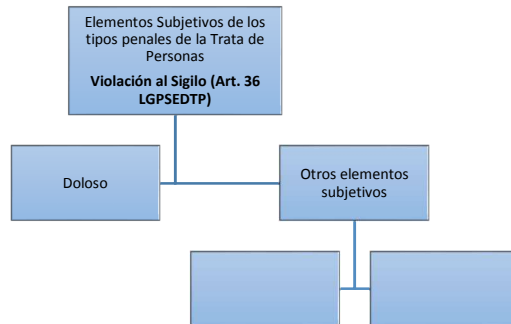 Elementos Subjetivos de los
tipos penales de la Trata de
Personas
Violación al Sigilo (Art. 36
LGPSEDTP)
Doloso
Otros elementos
subjetivos